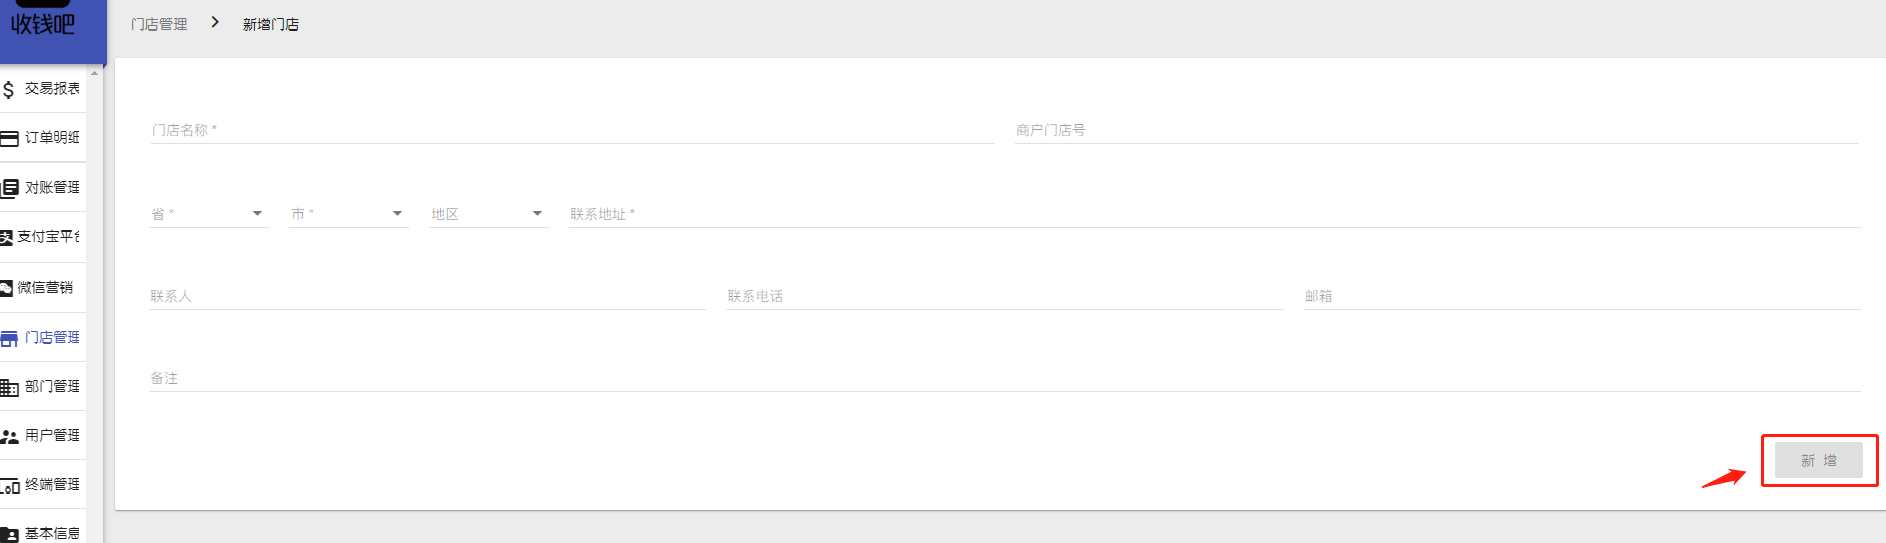 收钱吧
门店管理 > 新增门店
交易报表
订单明细
对账管理
支付宝平台
微信营销
门店管理
部门管理
用户管理
终端管理
基本信息
门店名称 * 商户门店号
省 * 市 * 地区 联系地址 *
联系人 联系电话 邮箱
备注
新 增